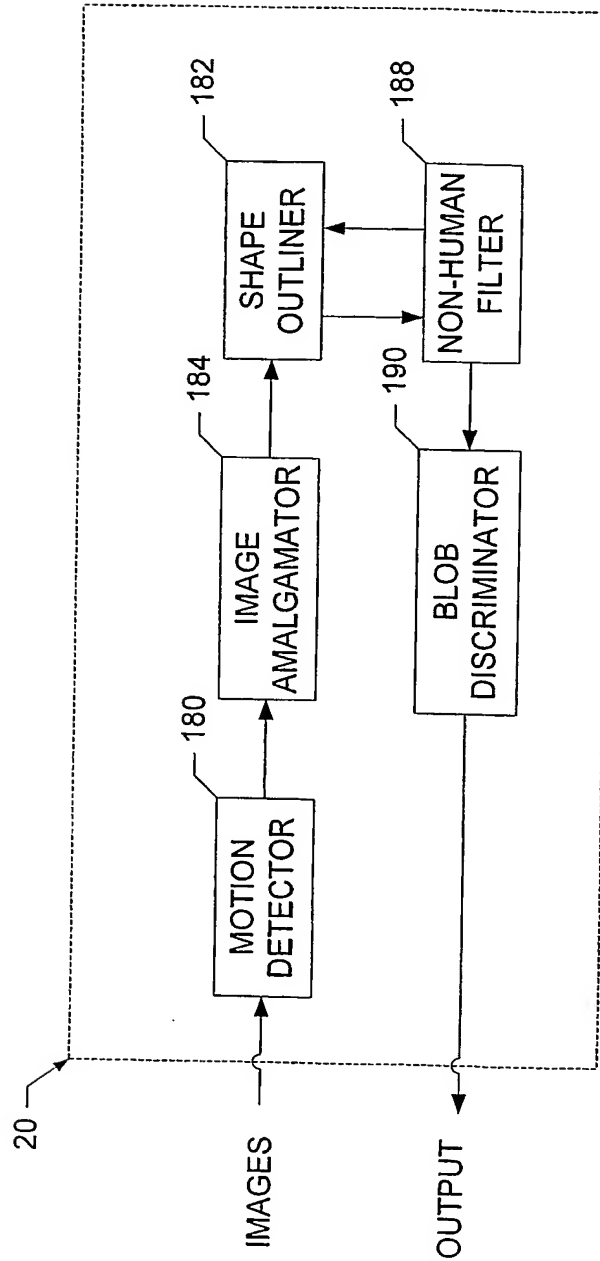 20
IMAGES
180
MOTION
DETECTOR
184
IMAGE
AMALGAMATOR
182
SHAPE
OUTLINER
188
NON-HUMAN
FILTER
190
BLOB
DISCRIMINATOR
OUTPUT